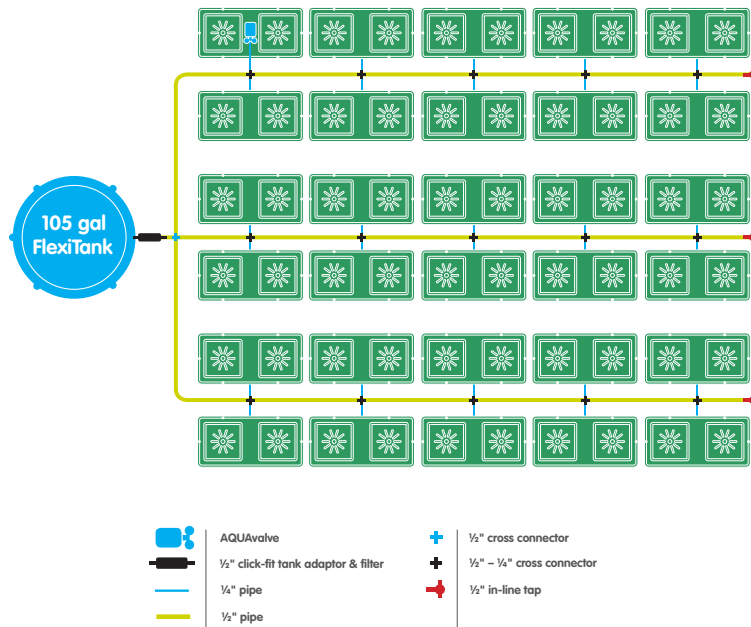 105 gal
FlexiTank
AQUAvalve
½" click-fit tank adaptor & filter
¼" pipe
½" pipe
½" cross connector
½" – ¼" cross connector
½" in-line tap